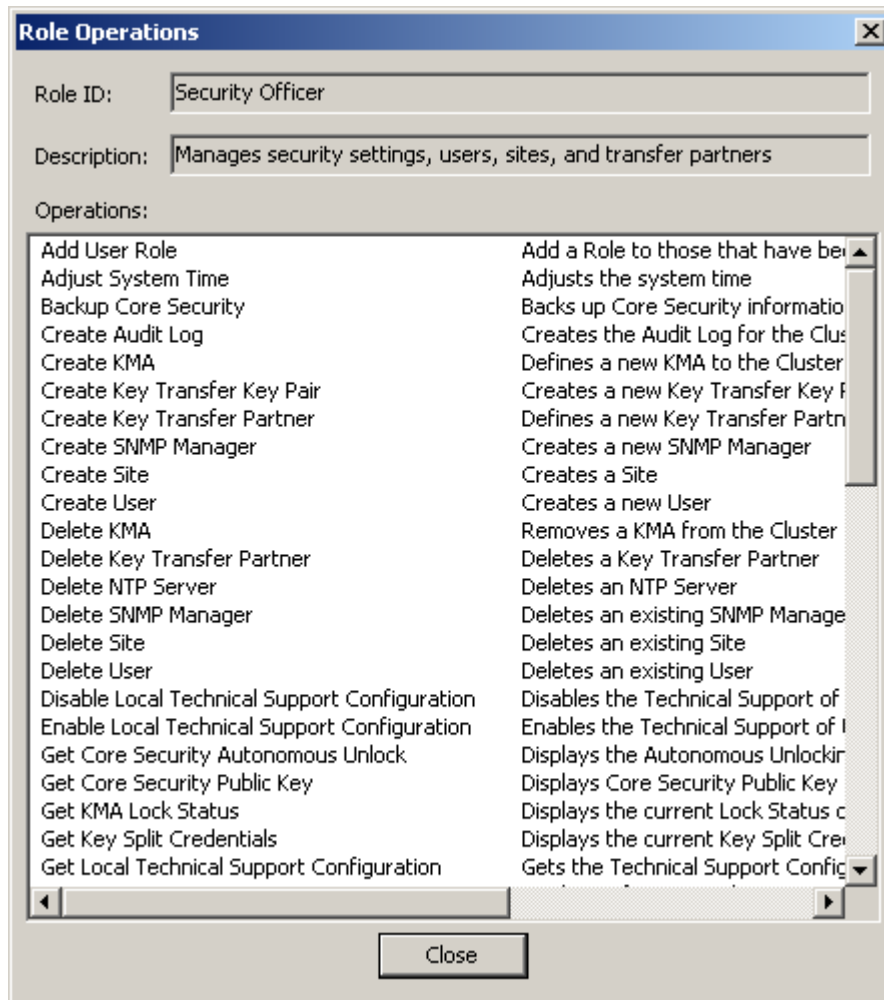 Role Operations
Role ID: Security Officer
Description: Manages security settings, users, sites, and transfer partners
Operations:
Add User Role Add a Role to those that have
Adjust System Time Adjusts the system time
Backup Core Security Backs up Core Security
Create Audit Log Creates the Audit Log for the
Create KMA Defines a new KMA to the Cluster
Create Key Transfer Key Pair Creates a new Key Transfer Key
Create Key Transfer Partner Defines a new Key Transfer
Create SNMP Manager Creates a new SNMP Manager
Create Site Creates a Site
Create User Creates a new User
Delete KMA Removes a KMA from the Cluster
Delete Key Transfer Partner Deletes a Key Transfer Partner
Delete NTP Server Deletes an NTP Server
Delete SNMP Manager Deletes an existing SNMP
Delete Site Deletes an existing Site
Delete User Deletes an existing User
Disable Local Technical Support Configuration Disables the Technical Support of
Enable Local Technical Support Configuration Enables the Technical Support of
Get Core Security Autonomous Unlock Displays the Autonomous
Get Core Security Public Key Displays Core Security Public Key
Get KMA Lock Status Displays the current Lock Status
Get Key Split Credentials Displays the current Key Split
Get Local Technical Support Configuration Gets the Technical Support
Close